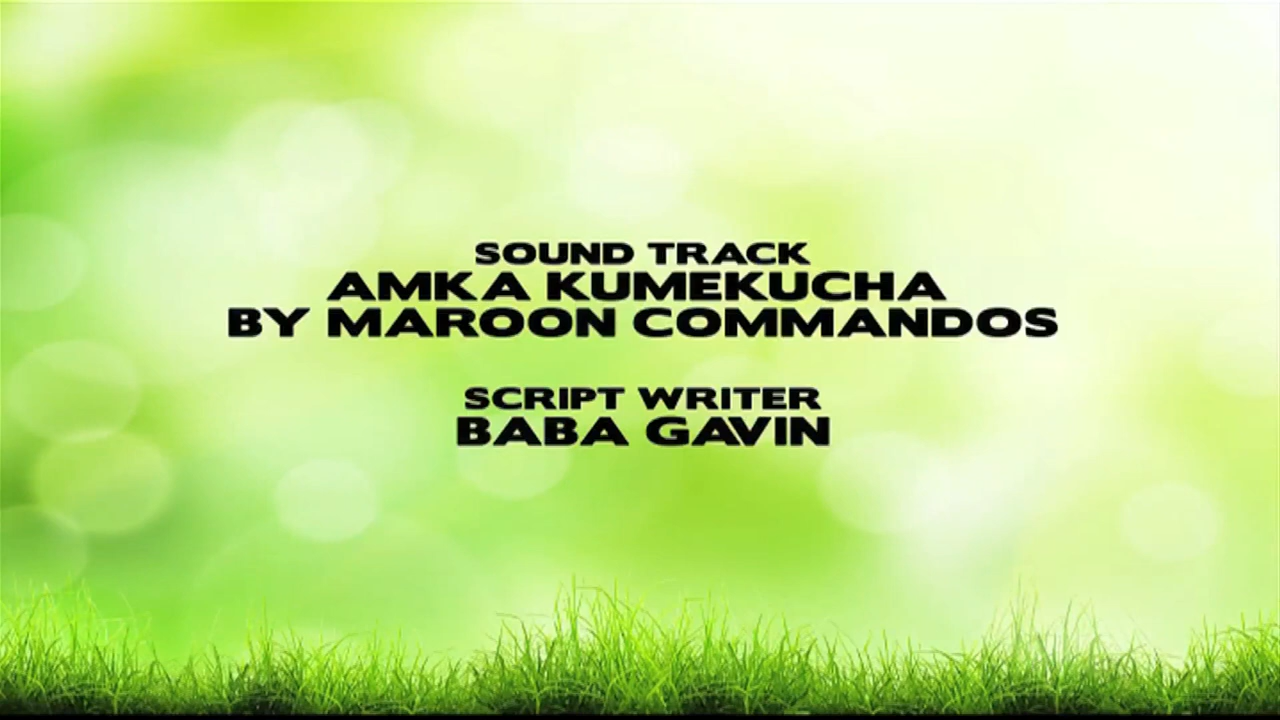 SOUND TRACK
AMKA KUMEKUCHA
BY MAROON COMMANDOS
SCRIPT WRITER
BABA GAVIN